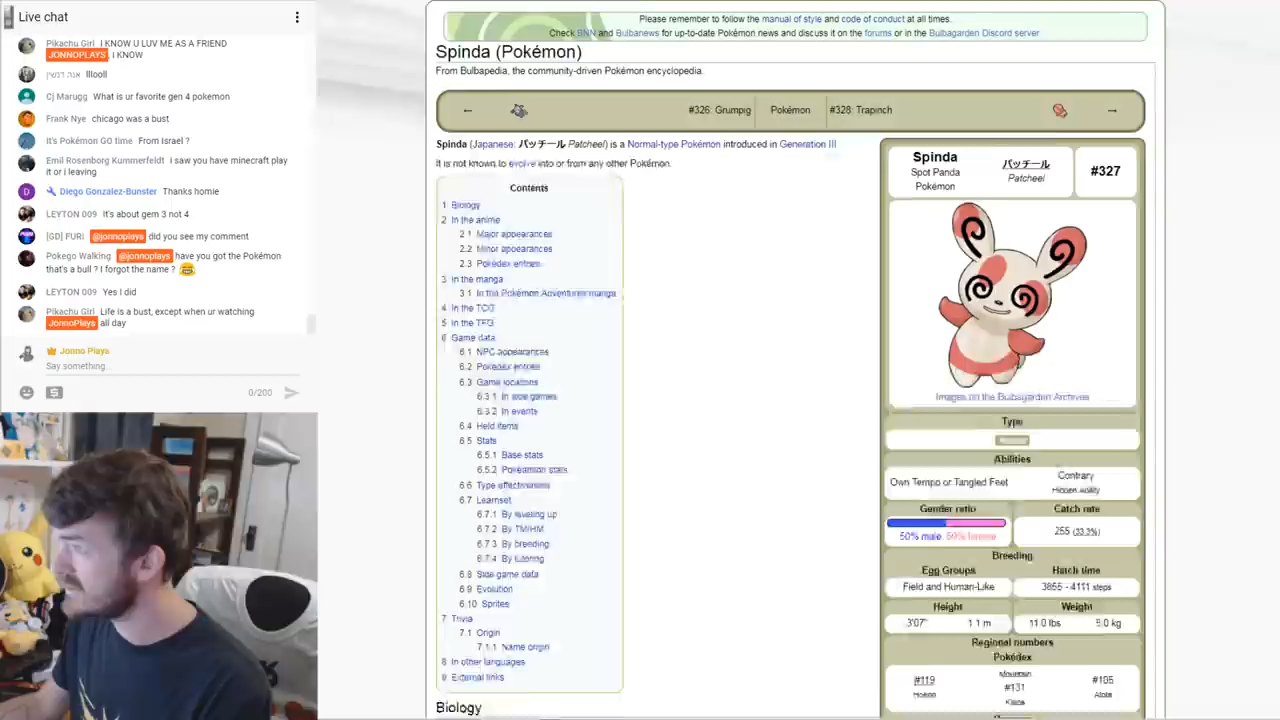 Live chat
Pikachu Girl I KNOW U LUV ME AS A FRIEND
JONNOPLAYS I KNOW
אנה דנשין lllooll
Cj Marugg What is ur favorite gen 4 pokemon
Frank Nye chicago was a bust
It's Pokémon GO time From Israel ?
Emil Rosenborg Kummerfeldt i saw you have minecraft play
it or i leaving
D Diego Gonzalez-Bunster Thanks homie
LEYTON 009 It's about gem 3 not 4
[GD] FURI @jonnoplays did you see my comment
Pokego Walking @jonnoplays have you got the Pokémon
that's a bull ? I forgot the name ? 😂
LEYTON 009 Yes I did
Pikachu Girl Life is a bust, except when ur watching
JonnoPlays all day
Jonno Plays
Say something...
0/200
Please remember to follow the manual of style and code of conduct at all times.
Check BNN and Bulbanews for up-to-date Pokémon news and discuss it on the forums or in the Bulbagarden Discord server
Spinda (Pokémon)
From Bulbapedia, the community-driven Pokémon encyclopedia.
← #326: Grumpig Pokémon #328: Trapinch →
Spinda (Japanese: パッチール Patcheel) is a Normal-type Pokémon introduced in Generation III
It is not known to evolve into or from any other Pokémon.
Contents
1 Biology
2 In the anime
2.1 Major appearances
2.2 Minor appearances
2.3 Pokédex entries
3 In the manga
3.1 In the Pokémon Adventures manga
4 In the TCG
5 In the TFG
6 Game data
6.1 NPC appearances
6.2 Pokédex entries
6.3 Game locations
6.3.1 In side games
6.3.2 In events
6.4 Held items
6.5 Stats
6.5.1 Base stats
6.5.2 Pokéathlon stats
6.6 Type effectiveness
6.7 Learnset
6.7.1 By leveling up
6.7.2 By TM/HM
6.7.3 By breeding
6.7.4 By tutoring
6.8 Side game data
6.9 Evolution
6.10 Sprites
7 Trivia
7.1 Origin
7.1.1 Name origin
8 In other languages
9 External links
Biology
Spinda
Spot Panda
Pokémon
パッチール
Patcheel
#327
Images on the Bulbagarden Archives
Type
Abilities
Own Tempo or Tangled Feet
Contrary
Hidden Ability
Gender ratio Catch rate
50% male, 50% female 255 (33.3%)
Breeding
Egg Groups Hatch time
Field and Human-Like 3855 - 4111 steps
Height Weight
3'07" 1.1 m 11.0 lbs 5.0 kg
Regional numbers
Pokédex
#119
Hoenn
Mountain
#131
Kalos
#105
Alola